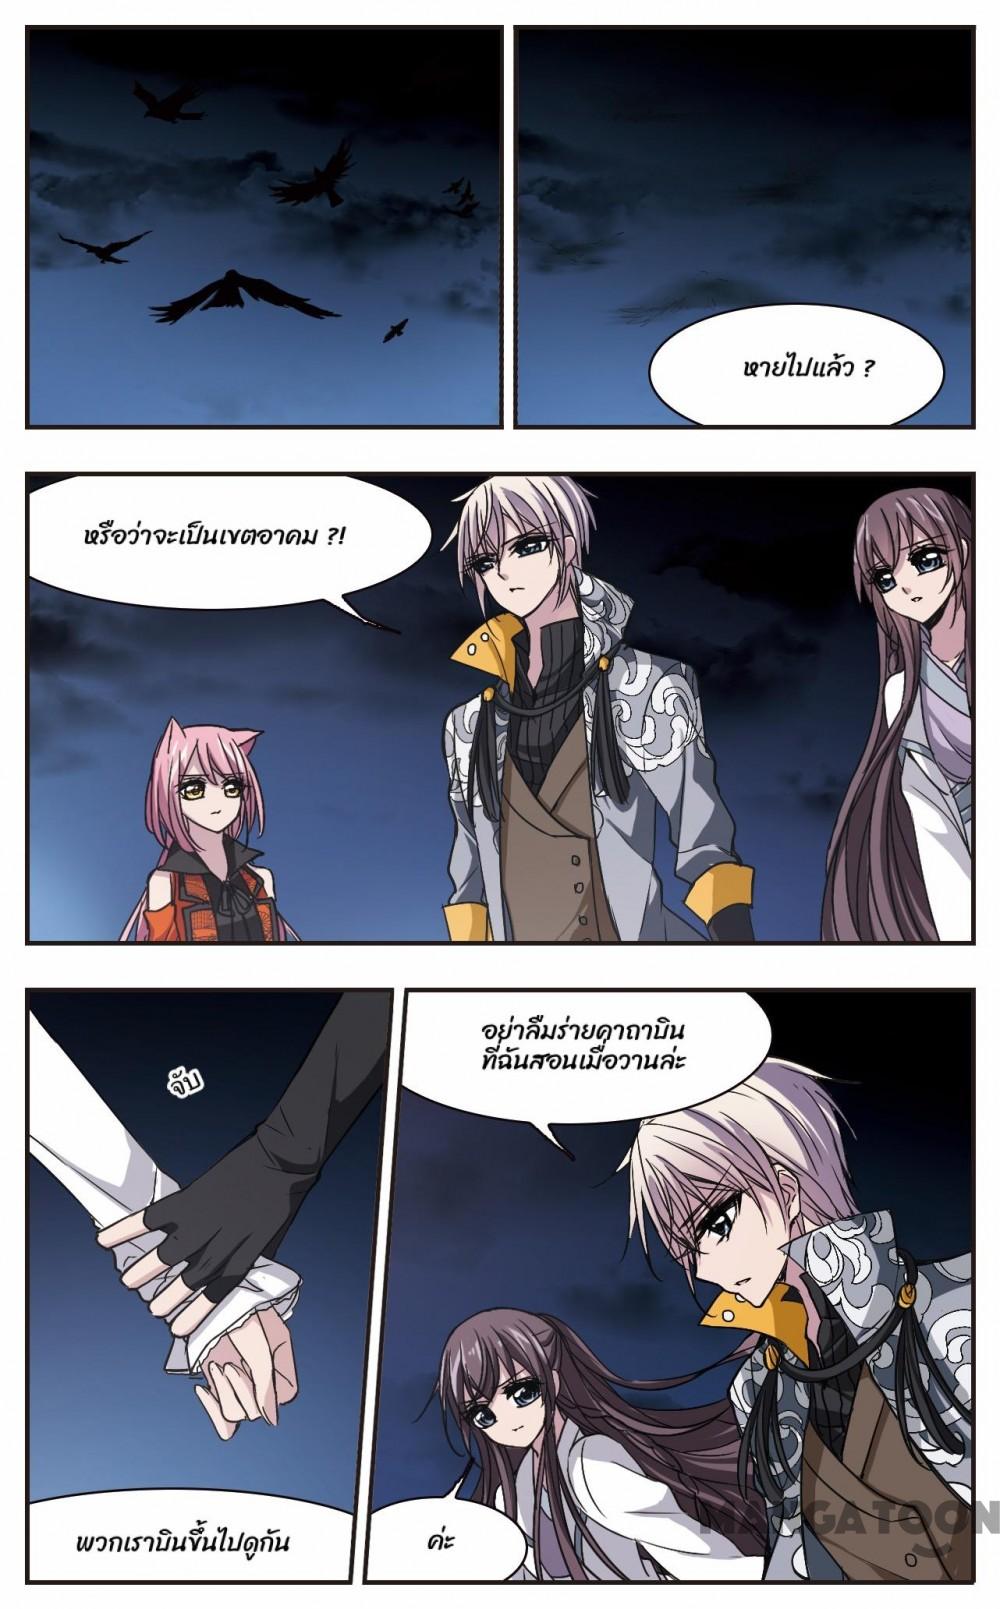 หายไปแล้ว ?
หรือว่าจะเป็นเขตอาคม ?!
จับ
พวกเราบินขึ้นไปดูกัน
อย่าลืมร่ายคาถาบิน
ที่ฉันสอนเมื่อวานล่ะ
ค่ะ
MANGATOON